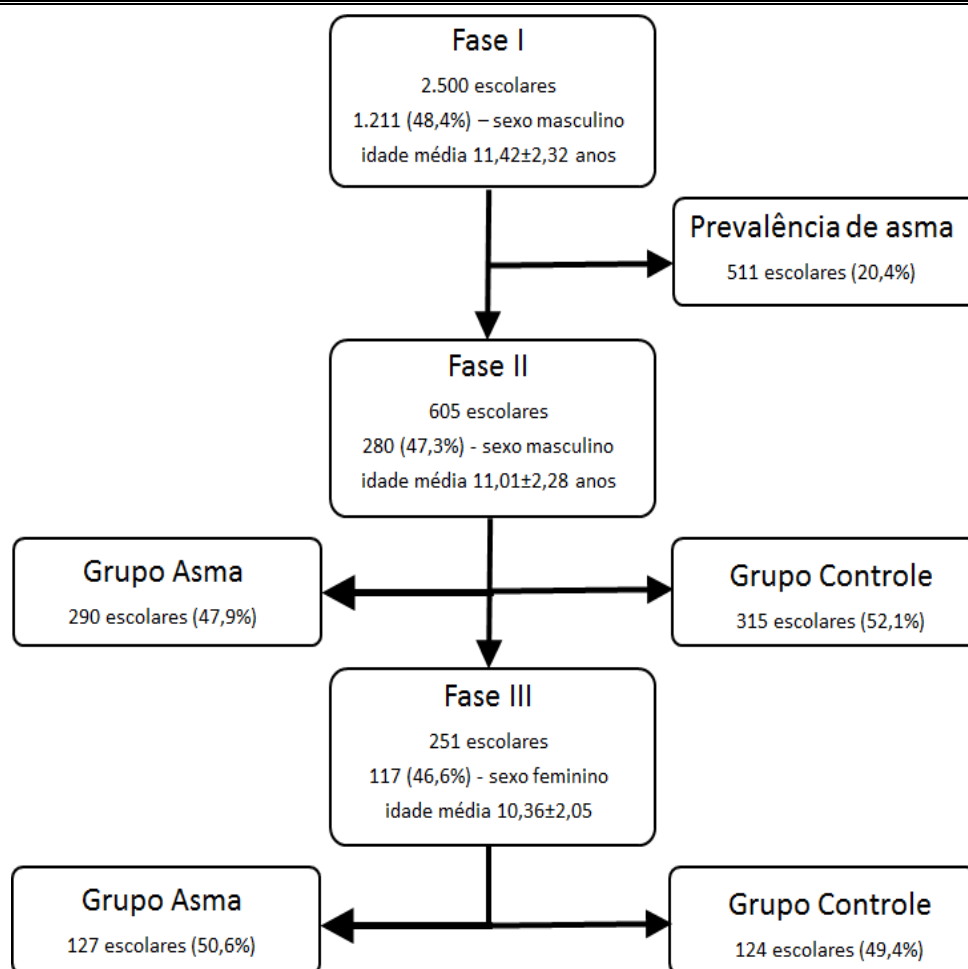 Fase I
2.500 escolares
1.211 (48,4%) – sexo masculino
idade média 11,42±2,32 anos
Prevalência de asma
511 escolares (20,4%)
Fase II
605 escolares
280 (47,3%) - sexo masculino
idade média 11,01±2,28 anos
Grupo Asma
290 escolares (47,9%)
Grupo Controle
315 escolares (52,1%)
Fase III
251 escolares
117 (46,6%) - sexo feminino
idade média 10,36±2,05
Grupo Asma
127 escolares (50,6%)
Grupo Controle
124 escolares (49,4%)